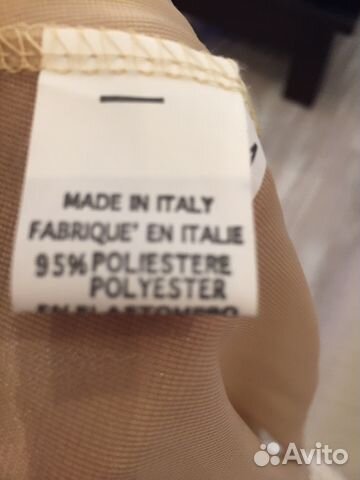 MADE IN ITALY
FABRIQUE' EN ITALIE
95% POLIESTERE
POLYESTER
Avito